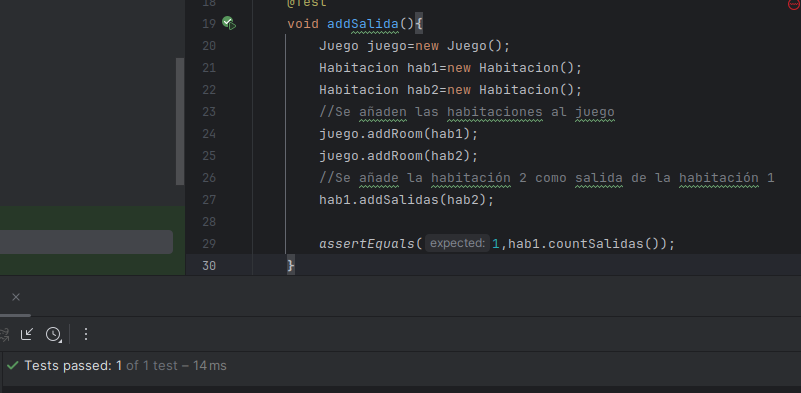 18 @Test
19 void addSalida(){
20 Juego juego=new Juego();
21 Habitacion hab1=new Habitacion();
22 Habitacion hab2=new Habitacion();
23 //Se añaden las habitaciones al juego
24 juego.addRoom(hab1);
25 juego.addRoom(hab2);
26 //Se añade la habitación 2 como salida de la habitación 1
27 hab1.addSalidas(hab2);
28
29 assertEquals( expected: 1,hab1.countSalidas());
30 }
Tests passed: 1 of 1 test – 14 ms